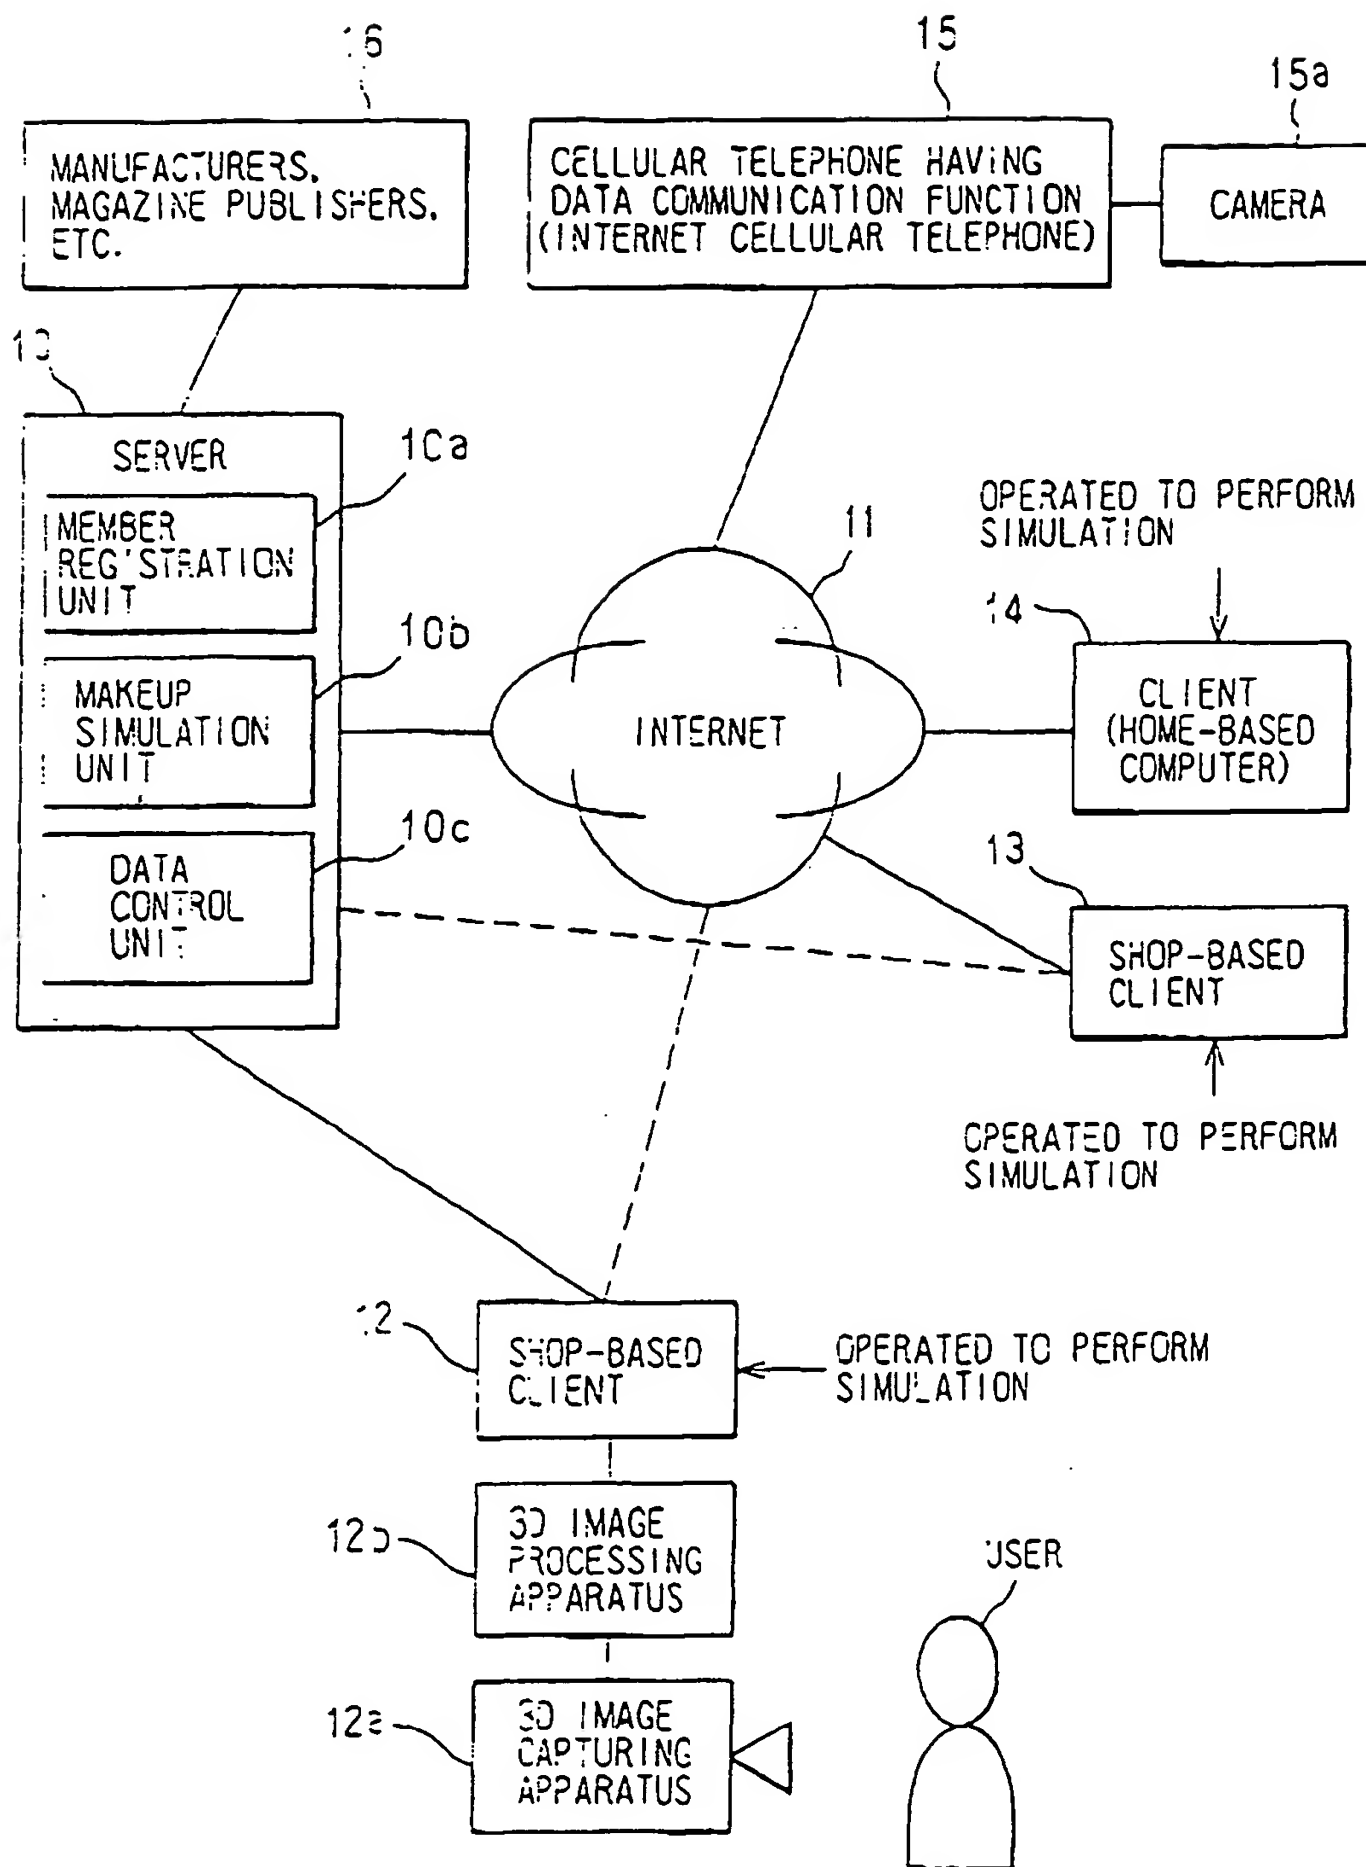 16
MANUFACTURERS,
MAGAZINE PUBLISHERS,
ETC.
15
CELLULAR TELEPHONE HAVING
DATA COMMUNICATION FUNCTION
(INTERNET CELLULAR TELEPHONE)
15a
CAMERA
10
SERVER
10a
MEMBER
REGISTRATION
UNIT
10b
MAKEUP
SIMULATION
UNIT
10c
DATA
CONTROL
UNIT
11
INTERNET
OPERATED TO PERFORM
SIMULATION
14
CLIENT
(HOME-BASED
COMPUTER)
13
SHOP-BASED
CLIENT
OPERATED TO PERFORM
SIMULATION
12
SHOP-BASED
CLIENT
OPERATED TO PERFORM
SIMULATION
12b
3D IMAGE
PROCESSING
APPARATUS
12a
3D IMAGE
CAPTURING
APPARATUS
USER